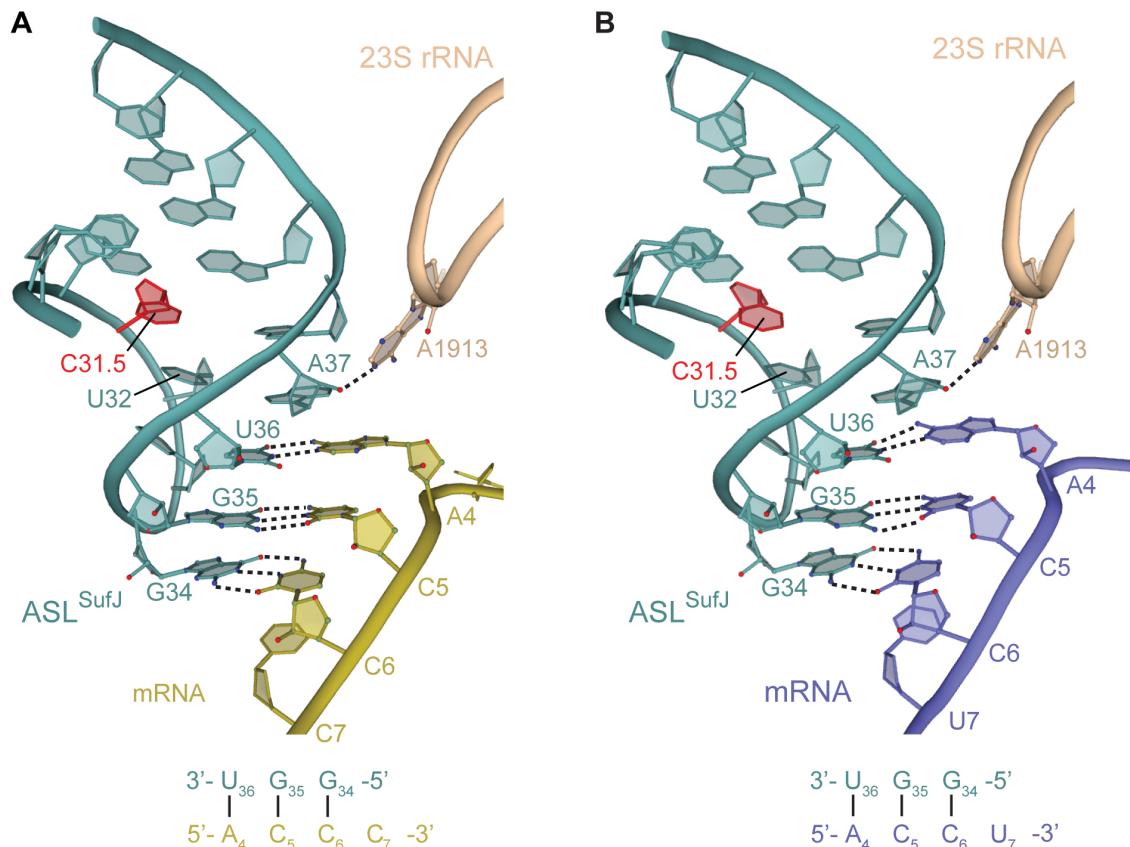 A
23S rRNA
C31.5
U32
A37
A1913
U36
G35
G34
A4
C5
C6
C7
ASL^SufJ
mRNA
3’- U₃₆ G₃₅ G₃₄ -5’
5’- A₄ C₅ C₆ C₇ -3’
B
23S rRNA
C31.5
U32
A37
A1913
U36
G35
G34
A4
C5
C6
U7
ASL^SufJ
mRNA
3’- U₃₆ G₃₅ G₃₄ -5’
5’- A₄ C₅ C₆ U₇ -3’